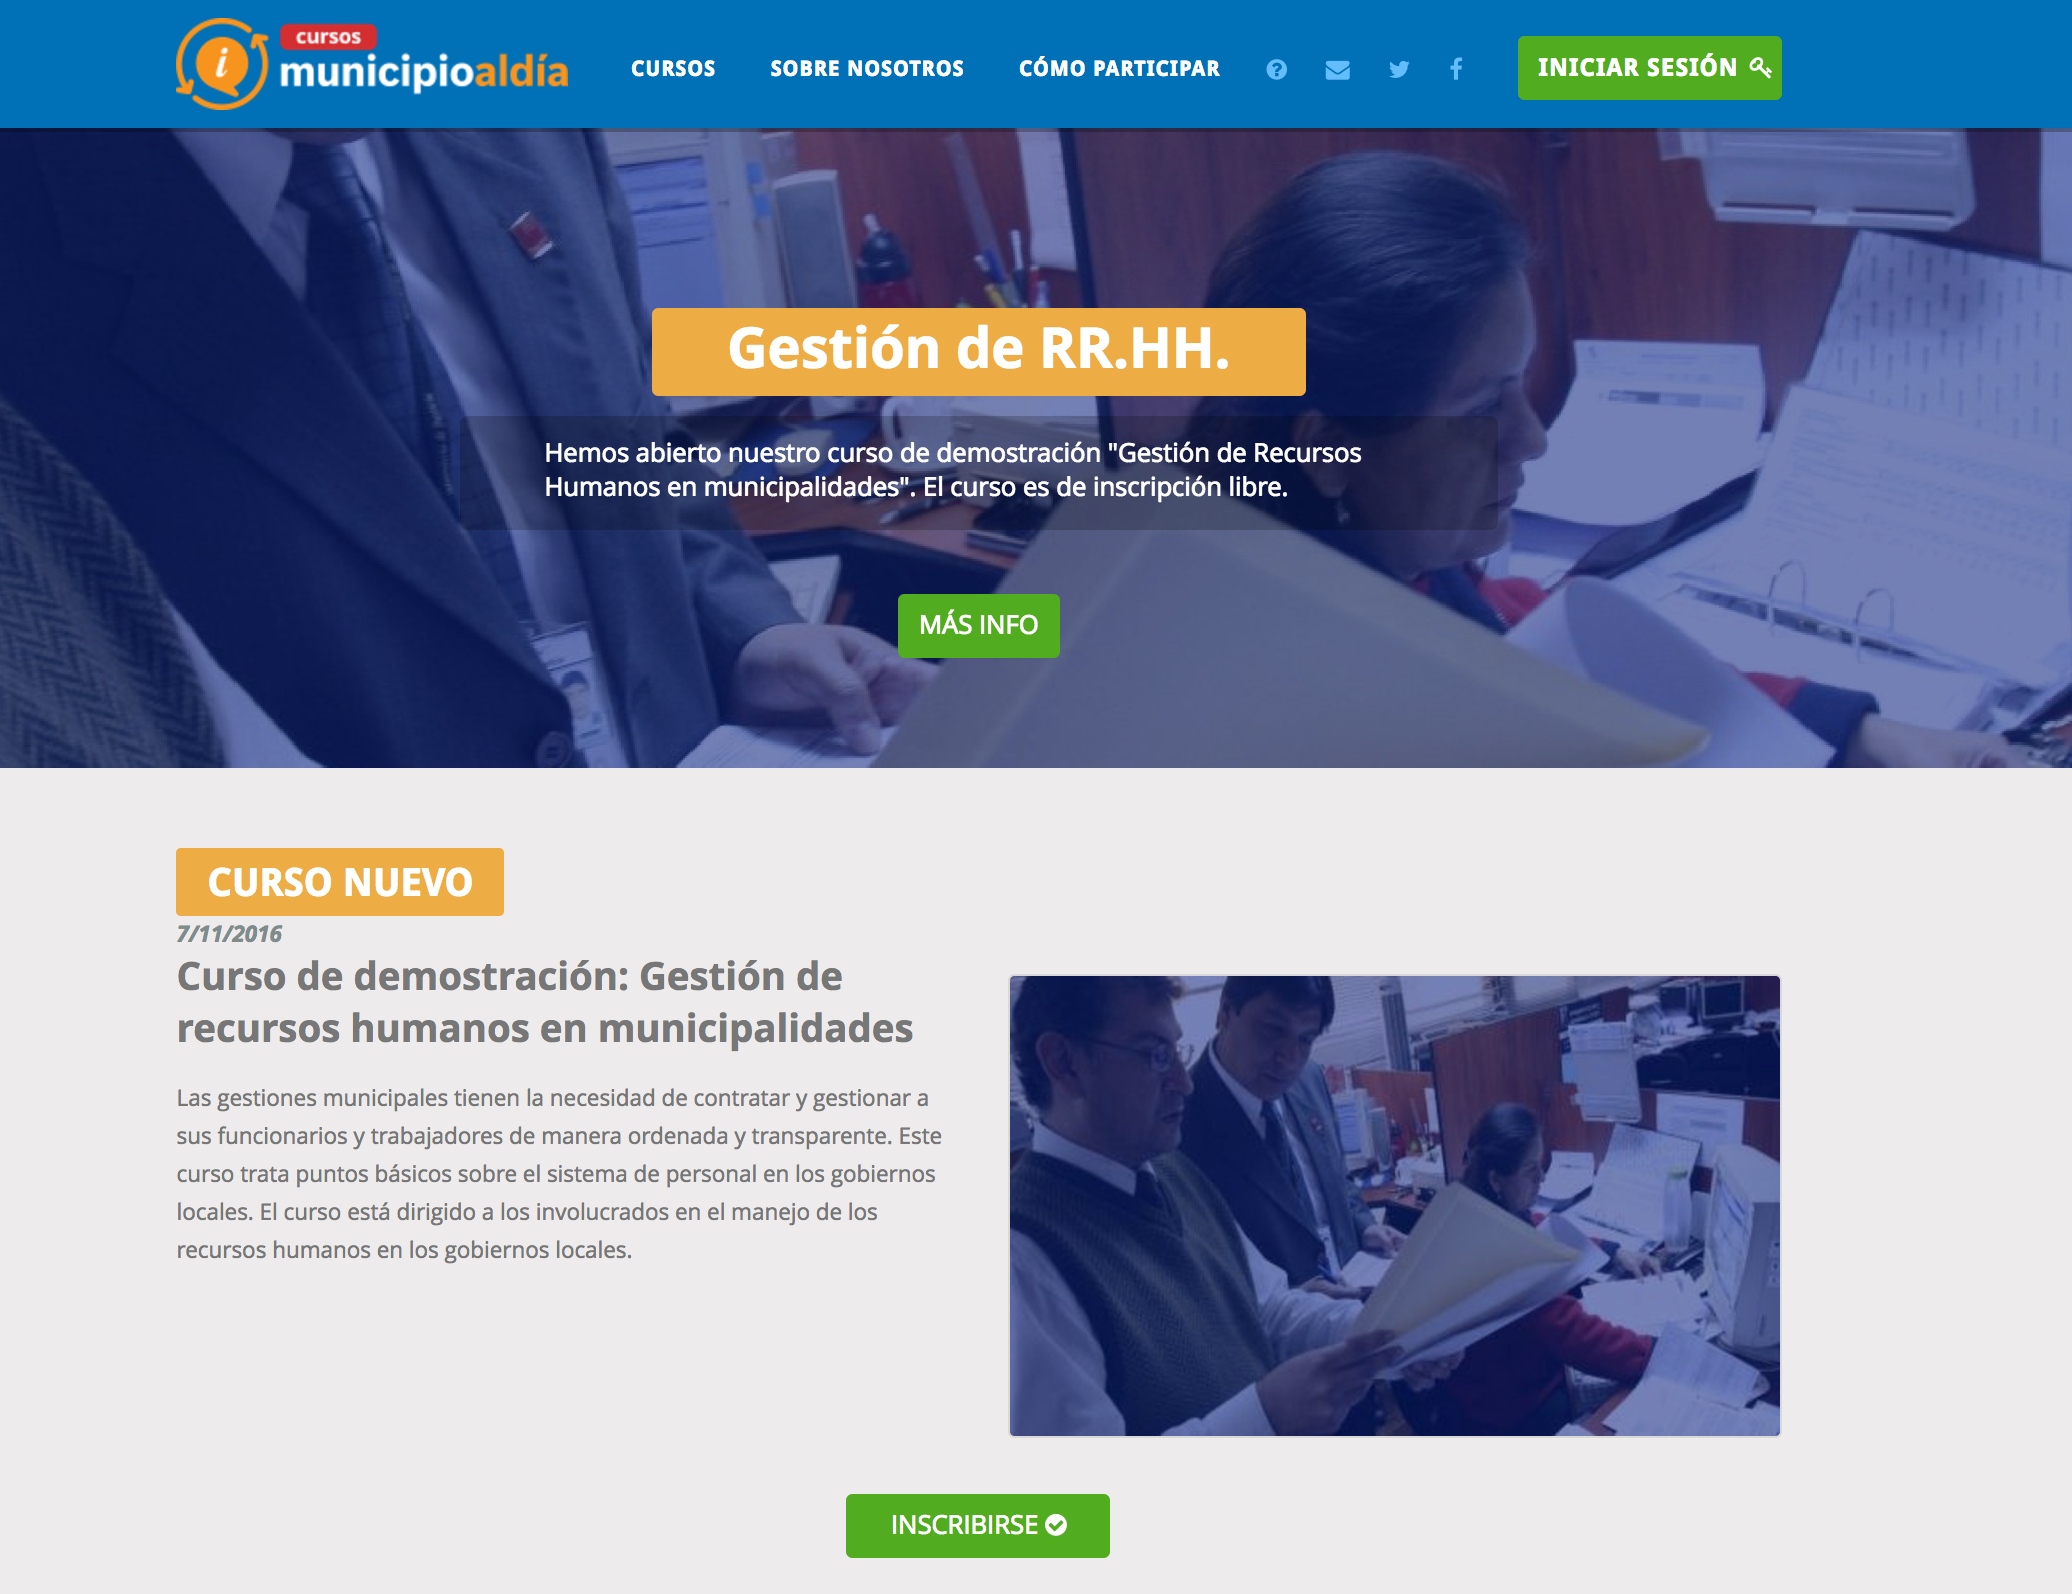 cursos
municipioaldía
CURSOS
SOBRE NOSOTROS
CÓMO PARTICIPAR
INICIAR SESIÓN
Gestión de RR.HH.
Hemos abierto nuestro curso de demostración "Gestión de Recursos
Humanos en municipalidades". El curso es de inscripción libre.
MÁS INFO
CURSO NUEVO
7/11/2016
Curso de demostración: Gestión de
recursos humanos en municipalidades
Las gestiones municipales tienen la necesidad de contratar y gestionar a
sus funcionarios y trabajadores de manera ordenada y transparente. Este
curso trata puntos básicos sobre el sistema de personal en los gobiernos
locales. El curso está dirigido a los involucrados en el manejo de los
recursos humanos en los gobiernos locales.
INSCRIBIRSE